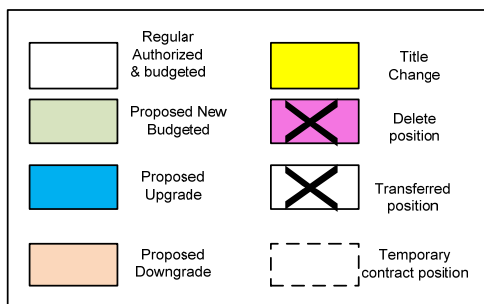 Regular
Authorized
& budgeted
Title
Change
Proposed New
Budgeted
Delete
position
Proposed
Upgrade
Transferred
position
Proposed
Downgrade
Temporary
contract position